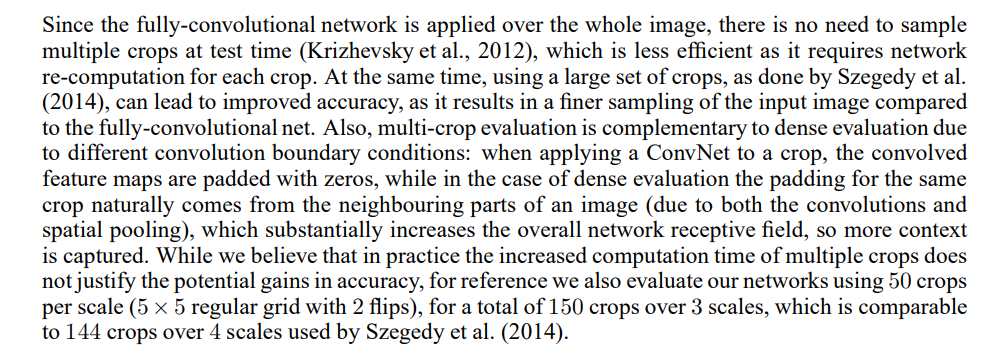 Since the fully-convolutional network is applied over the whole image, there is no need to sample
multiple crops at test time (Krizhevsky et al., 2012), which is less efficient as it requires network
re-computation for each crop. At the same time, using a large set of crops, as done by Szegedy et al.
(2014), can lead to improved accuracy, as it results in a finer sampling of the input image compared
to the fully-convolutional net. Also, multi-crop evaluation is complementary to dense evaluation due
to different convolution boundary conditions: when applying a ConvNet to a crop, the convolved
feature maps are padded with zeros, while in the case of dense evaluation the padding for the same
crop naturally comes from the neighbouring parts of an image (due to both the convolutions and
spatial pooling), which substantially increases the overall network receptive field, so more context
is captured. While we believe that in practice the increased computation time of multiple crops does
not justify the potential gains in accuracy, for reference we also evaluate our networks using 50 crops
per scale (5 × 5 regular grid with 2 flips), for a total of 150 crops over 3 scales, which is comparable
to 144 crops over 4 scales used by Szegedy et al. (2014).